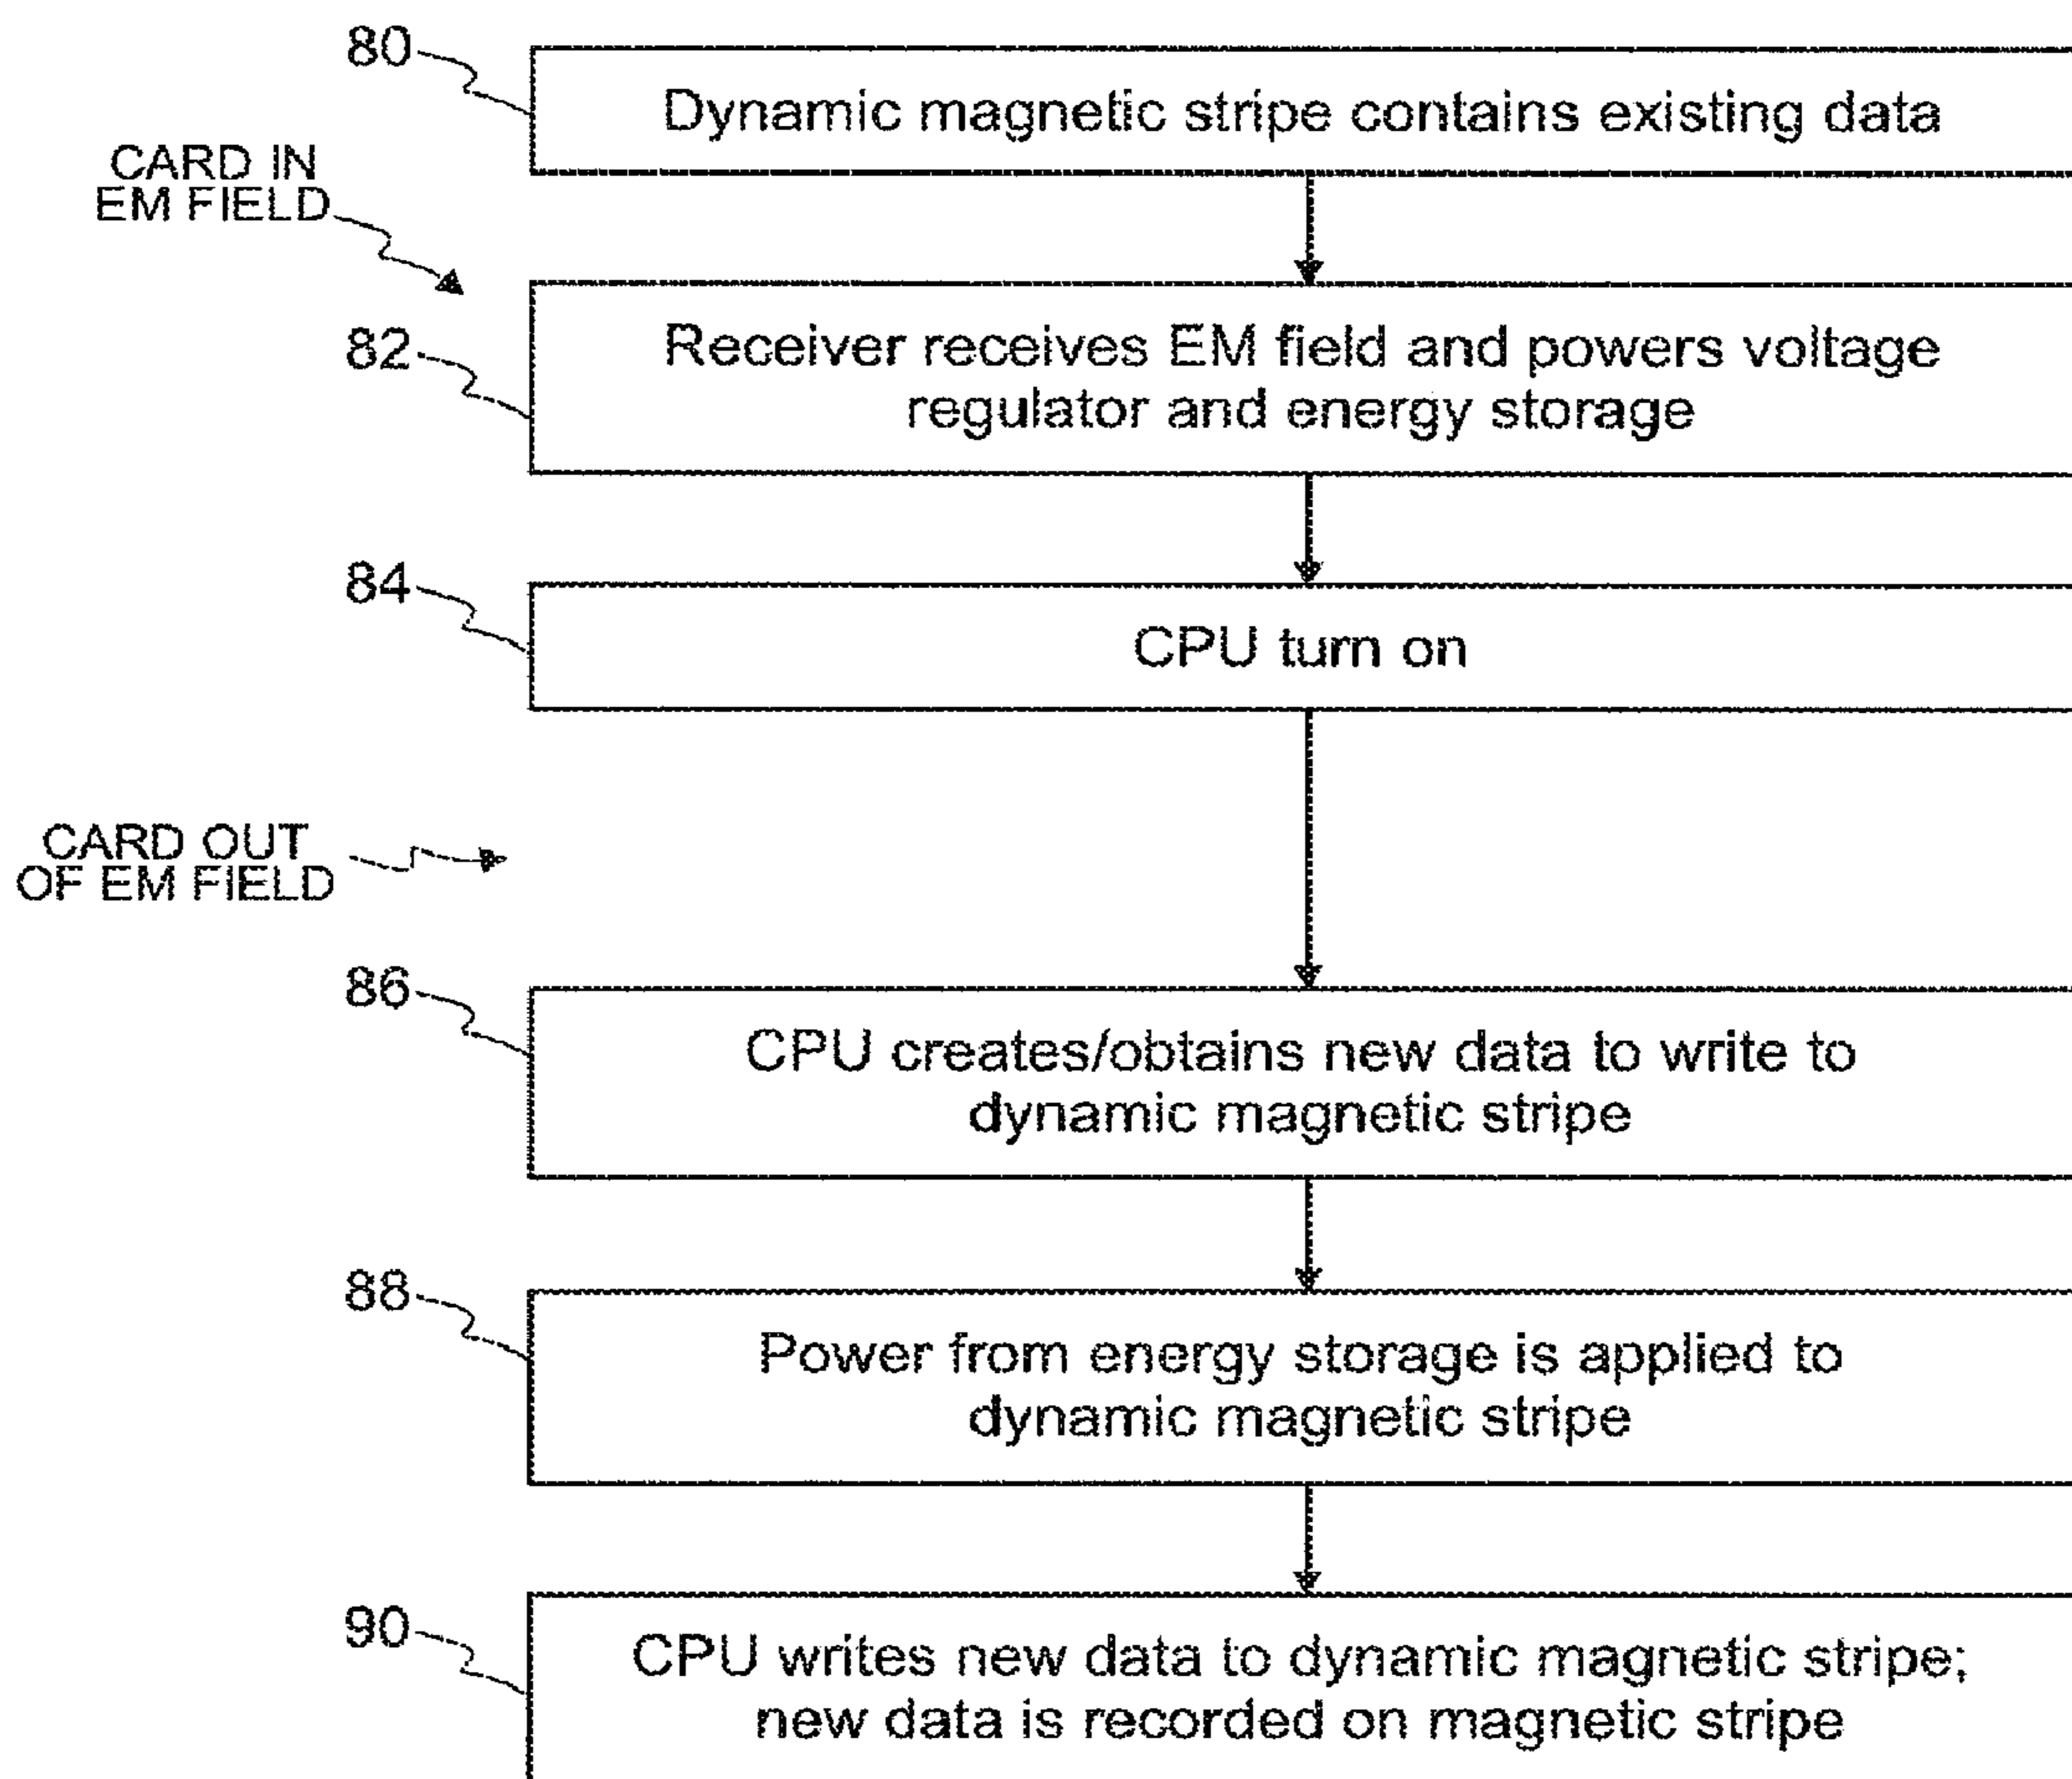 80
Dynamic magnetic stripe contains existing data
CARD IN
EM FIELD
82
Receiver receives EM field and powers voltage
regulator and energy storage
84
CPU turn on
CARD OUT
OF EM FIELD
86
CPU creates/obtains new data to write to
dynamic magnetic stripe
88
Power from energy storage is applied to
dynamic magnetic stripe
90
CPU writes new data to dynamic magnetic stripe;
new data is recorded on magnetic stripe